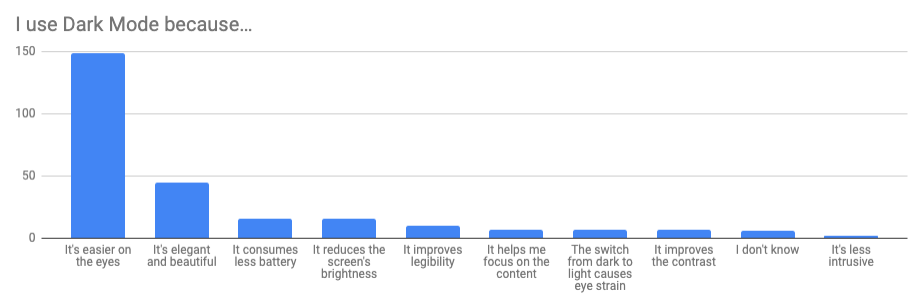 I use Dark Mode because…
150
100
50
0
It's easier on
the eyes
It's elegant
and beautiful
It consumes
less battery
It reduces the
screen's
brightness
It improves
legibility
It helps me
focus on the
content
The switch
from dark to
light causes
eye strain
It improves
the contrast
I don't know
It's less
intrusive